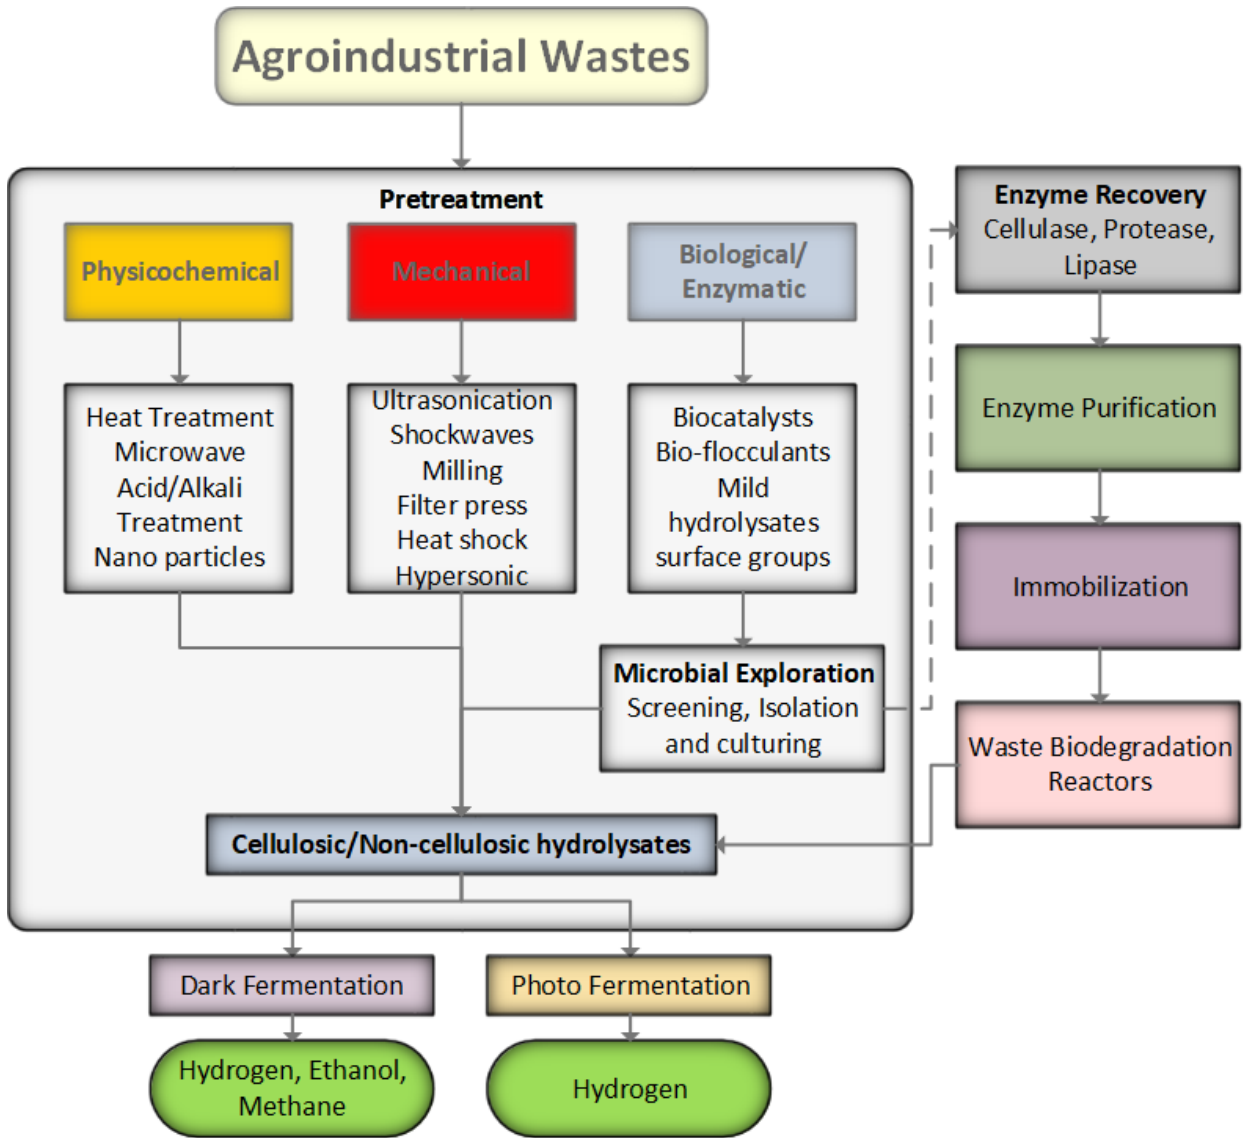 Agroindustrial Wastes
Pretreatment
Physicochemical
Mechanical
Biological/
Enzymatic
Heat Treatment
Microwave
Acid/Alkali
Treatment
Nano particles
Ultrasonication
Shockwaves
Milling
Filter press
Heat shock
Hypersonic
Biocatalysts
Bio-flocculants
Mild
hydrolysates
surface groups
Microbial Exploration
Screening, Isolation
and culturing
Enzyme Recovery
Cellulase, Protease,
Lipase
Enzyme Purification
Immobilization
Waste Biodegradation
Reactors
Cellulosic/Non-cellulosic hydrolysates
Dark Fermentation
Photo Fermentation
Hydrogen, Ethanol,
Methane
Hydrogen